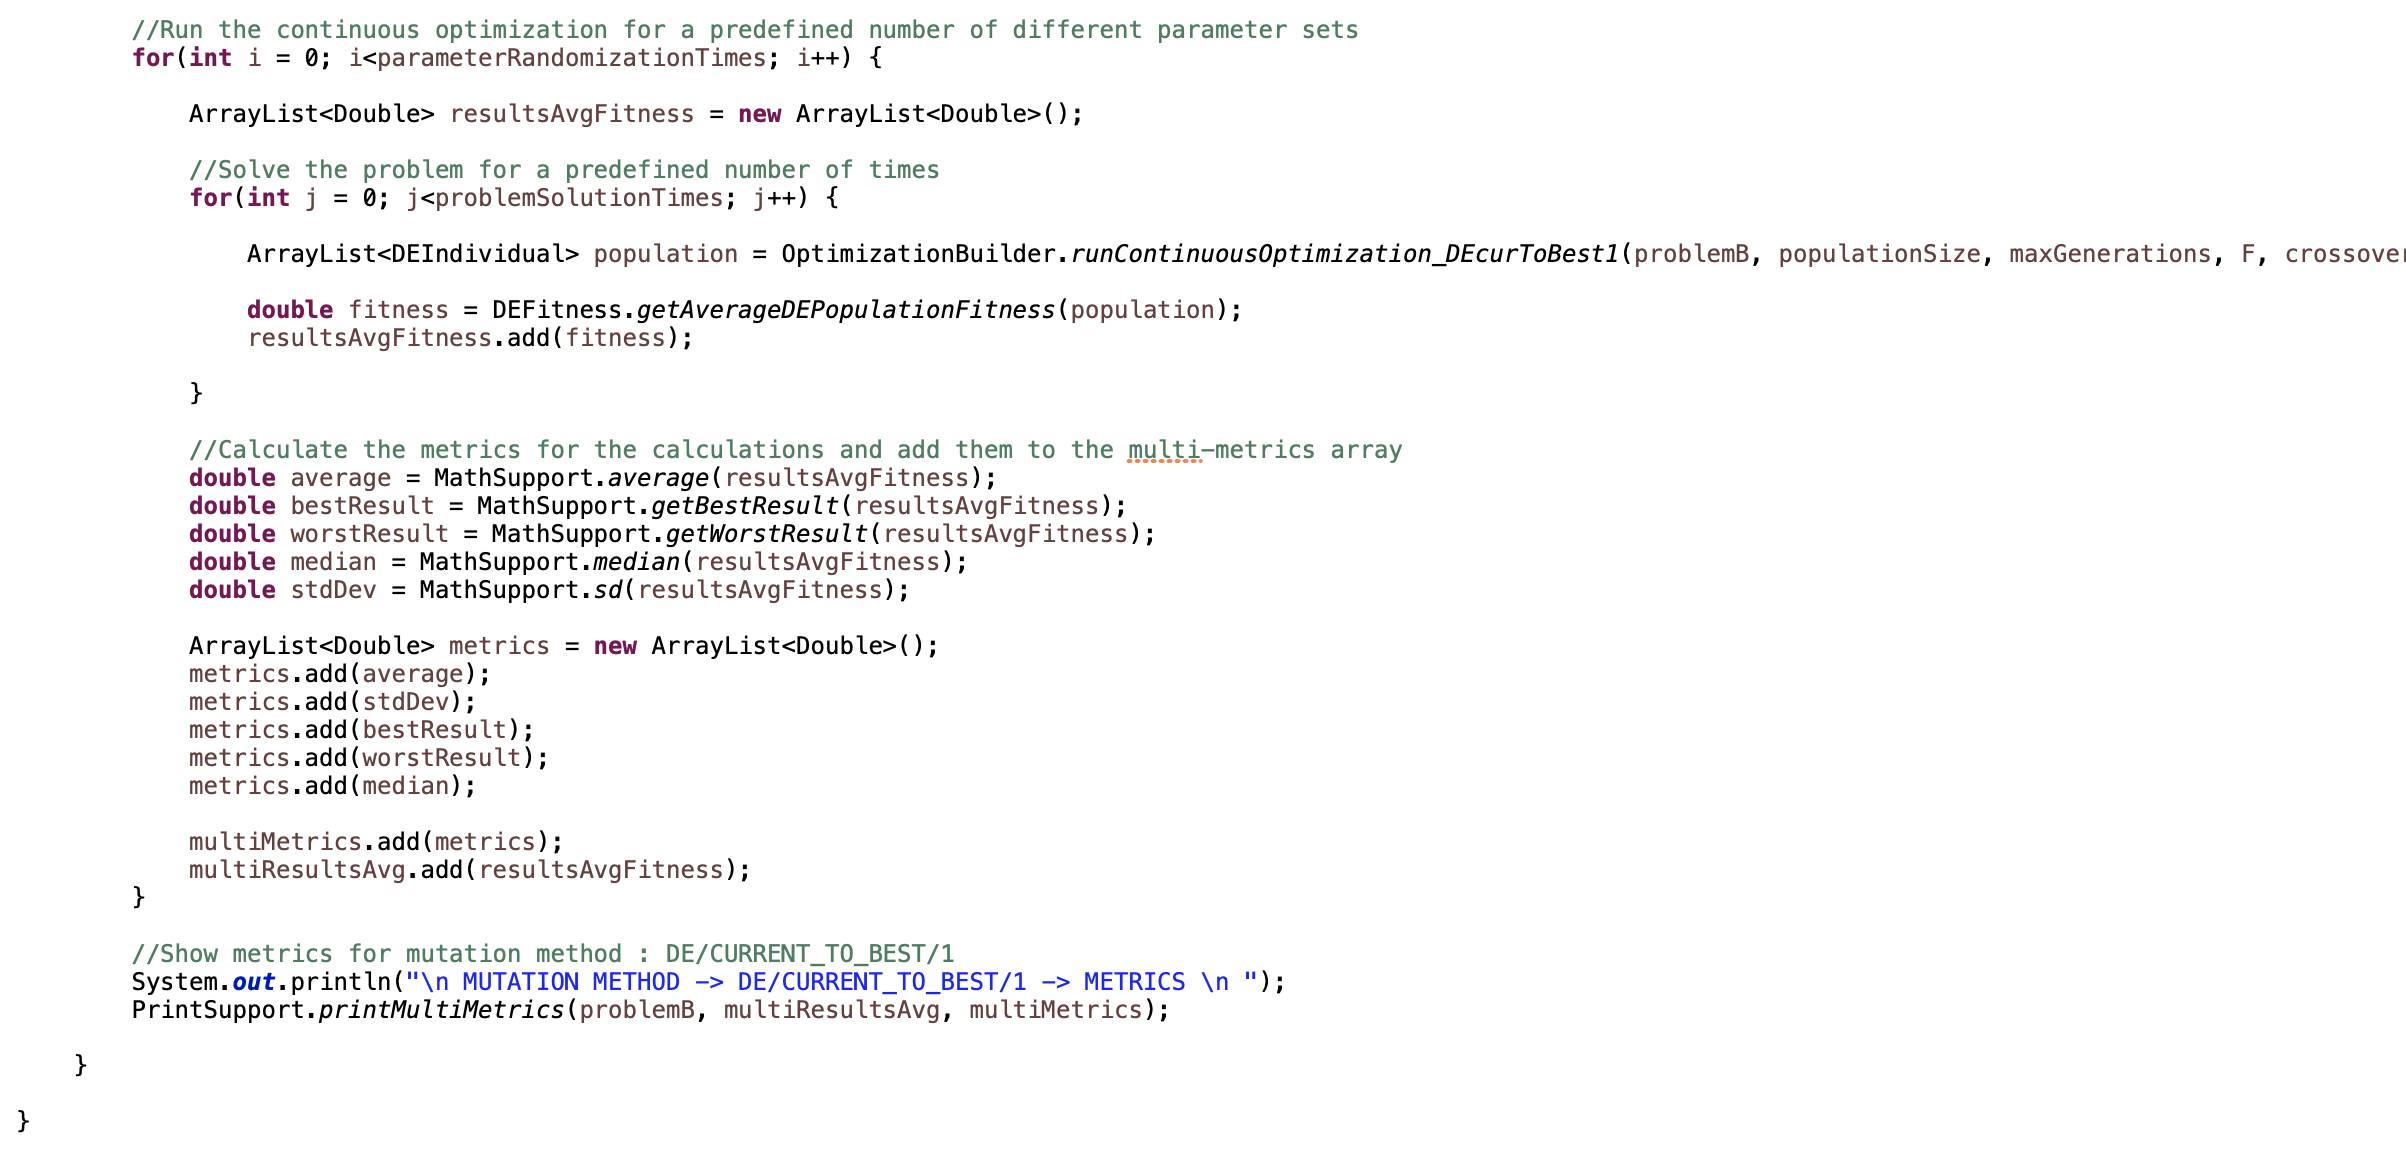 //Run the continuous optimization for a predefined number of different parameter sets
for(int i = 0; i<parameterRandomizationTimes; i++) {
ArrayList<Double> resultsAvgFitness = new ArrayList<Double>();
//Solve the problem for a predefined number of times
for(int j = 0; j<problemSolutionTimes; j++) {
ArrayList<DEIndividual> population = OptimizationBuilder.runContinuousOptimization_DEcurToBest1(problemB, populationSize, maxGenerations, F, crossover
double fitness = DEFitness.getAverageDEPopulationFitness(population);
resultsAvgFitness.add(fitness);
}
//Calculate the metrics for the calculations and add them to the multi-metrics array
double average = MathSupport.average(resultsAvgFitness);
double bestResult = MathSupport.getBestResult(resultsAvgFitness);
double worstResult = MathSupport.getWorstResult(resultsAvgFitness);
double median = MathSupport.median(resultsAvgFitness);
double stdDev = MathSupport.sd(resultsAvgFitness);
ArrayList<Double> metrics = new ArrayList<Double>();
metrics.add(average);
metrics.add(stdDev);
metrics.add(bestResult);
metrics.add(worstResult);
metrics.add(median);
multiMetrics.add(metrics);
multiResultsAvg.add(resultsAvgFitness);
}
//Show metrics for mutation method : DE/CURRENT_TO_BEST/1
System.out.println("\n MUTATION METHOD -> DE/CURRENT_TO_BEST/1 -> METRICS \n ");
PrintSupport.printMultiMetrics(problemB, multiResultsAvg, multiMetrics);
}
}